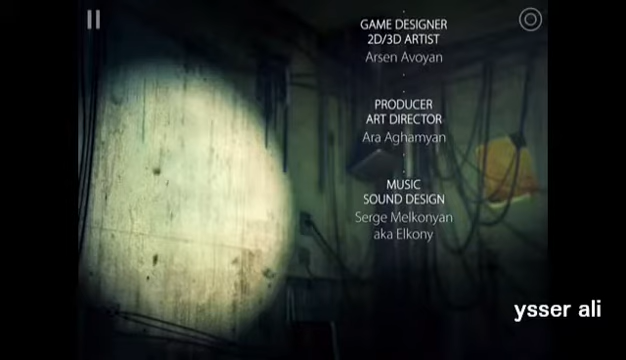 GAME DESIGNER
2D/3D ARTIST
Arsen Avoyan
PRODUCER
ART DIRECTOR
Ara Aghamyan
MUSIC
SOUND DESIGN
Serge Melkonyan
aka Elkony
ysser ali